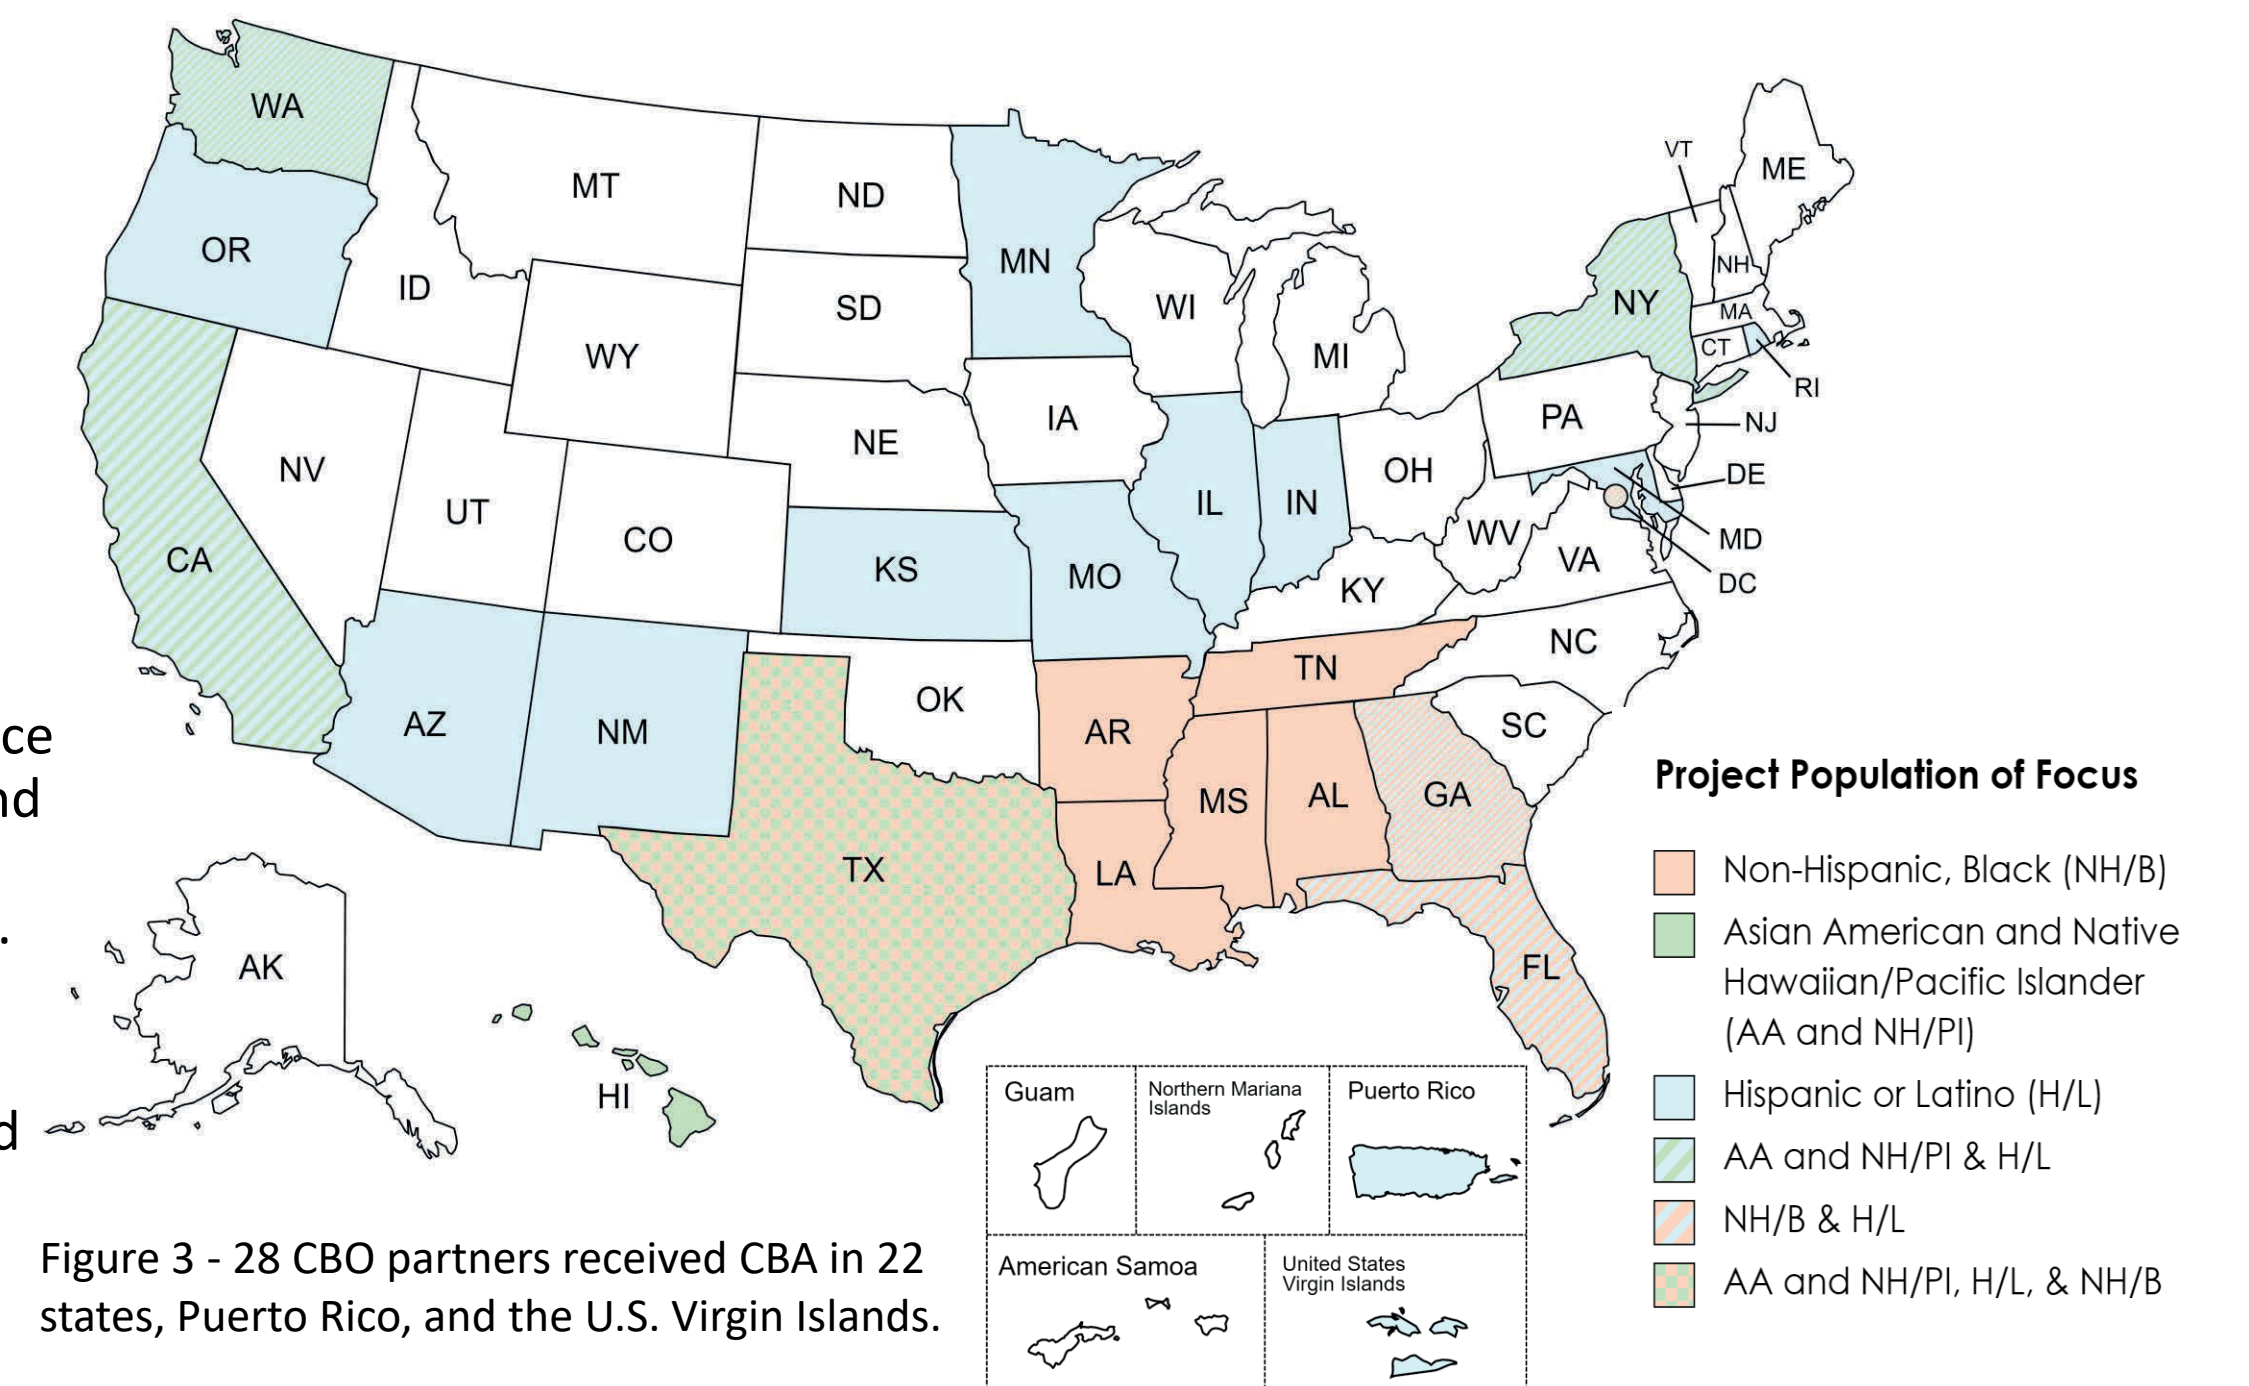 WA
MT
ND
MN
VT
ME
OR
ID
SD
WI
NY
NH
MA
WY
MI
CT
RI
IA
PA
NJ
NE
NV
OH
DE
UT
IL
IN
CO
WV
MD
CA
KS
MO
VA
DC
KY
NC
TN
OK
AZ
NM
AR
SC
MS
AL
GA
TX
LA
FL
AK
HI
ce
nd
.
d
Project Population of Focus
Non-Hispanic, Black (NH/B)
Asian American and Native
Hawaiian/Pacific Islander
(AA and NH/PI)
Hispanic or Latino (H/L)
AA and NH/PI & H/L
NH/B & H/L
AA and NH/PI, H/L, & NH/B
Guam
Northern Mariana
Islands
Puerto Rico
American Samoa
United States
Virgin Islands
Figure 3 - 28 CBO partners received CBA in 22
states, Puerto Rico, and the U.S. Virgin Islands.